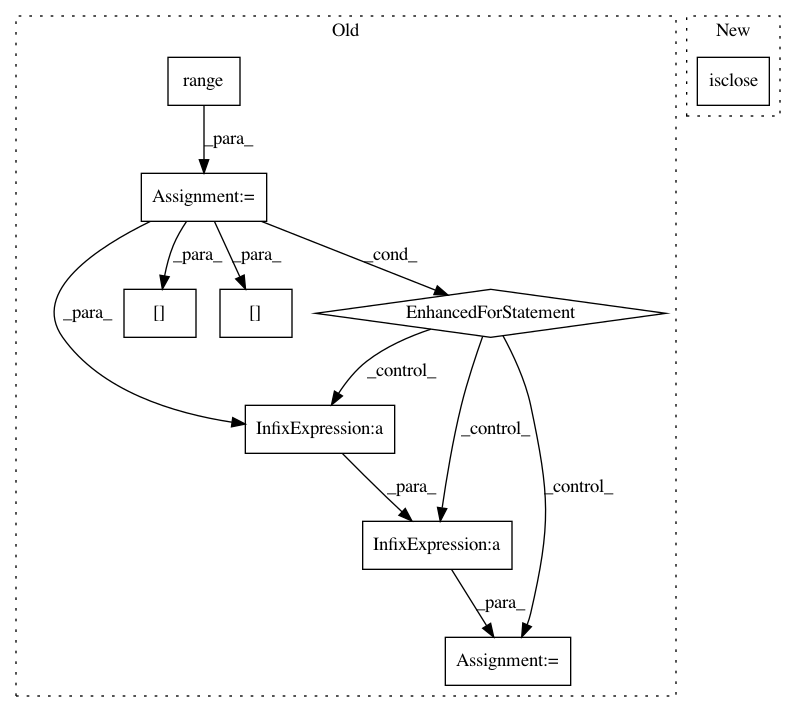 Old
New
range
isclose
_para_
Assignment:=
_para_
_para_
_cond_
_para_
[]
[]
EnhancedForStatement
_control_
InfixExpression:a
_control_
_para_
_control_
InfixExpression:a
_para_
Assignment:=